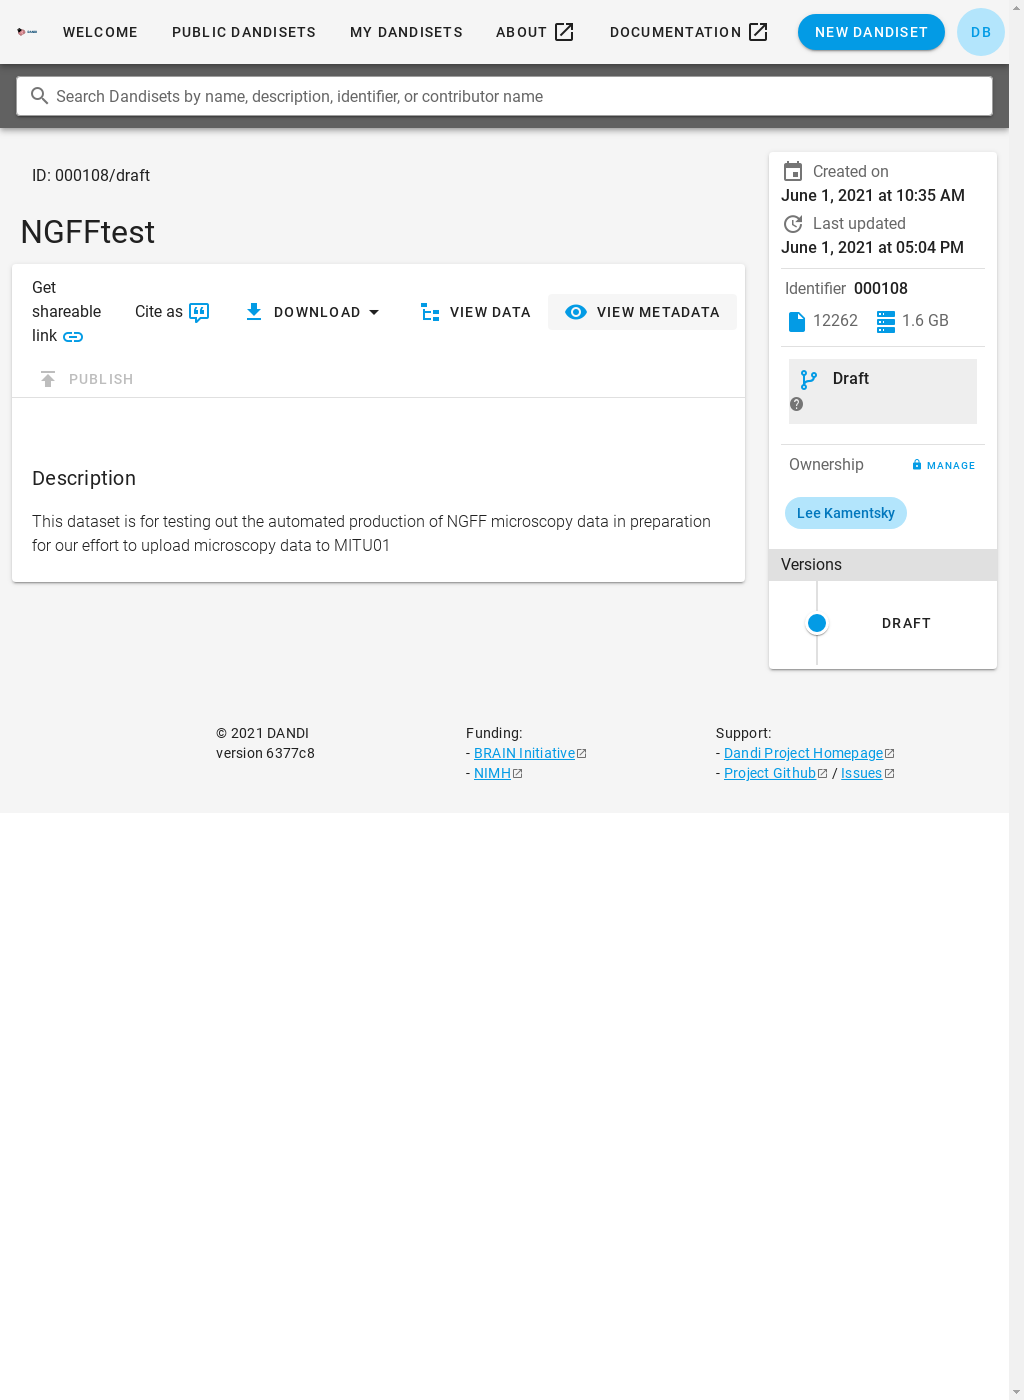 WELCOME
PUBLIC DANDISETS
MY DANDISETS
ABOUT
DOCUMENTATION
NEW DANDISET
DB
Search Dandisets by name, description, identifier, or contributor name
ID: 000108/draft
NGFFtest
Get
shareable
link
Cite as
DOWNLOAD
VIEW DATA
VIEW METADATA
PUBLISH
Description
This dataset is for testing out the automated production of NGFF microscopy data in preparation
for our effort to upload microscopy data to MITU01
Created on
June 1, 2021 at 10:35 AM
Last updated
June 1, 2021 at 05:04 PM
Identifier 000108
12262 1.6 GB
Draft
Ownership
MANAGE
Lee Kamentsky
Versions
DRAFT
© 2021 DANDI
version 6377c8
Funding:
- BRAIN Initiative
- NIMH
Support:
- Dandi Project Homepage
- Project Github / Issues